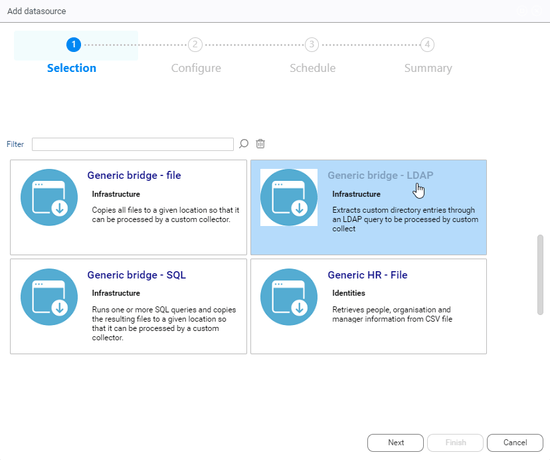 Add datasource
1 2 3 4
Selection Configure Schedule Summary
Filter
Generic bridge - file
Infrastructure
Copies all files to a given location so that it
can be processed by a custom collector.
Generic bridge - LDAP
Infrastructure
Extracts custom directory entries through
an LDAP query to be processed by custom
collect
Generic bridge - SQL
Infrastructure
Runs one or more SQL queries and copies
the resulting files to a given location so
that it can be processed by a custom
collector.
Generic HR - File
Identities
Retrieves people, organisation and
manager information from CSV file
Next Finish Cancel